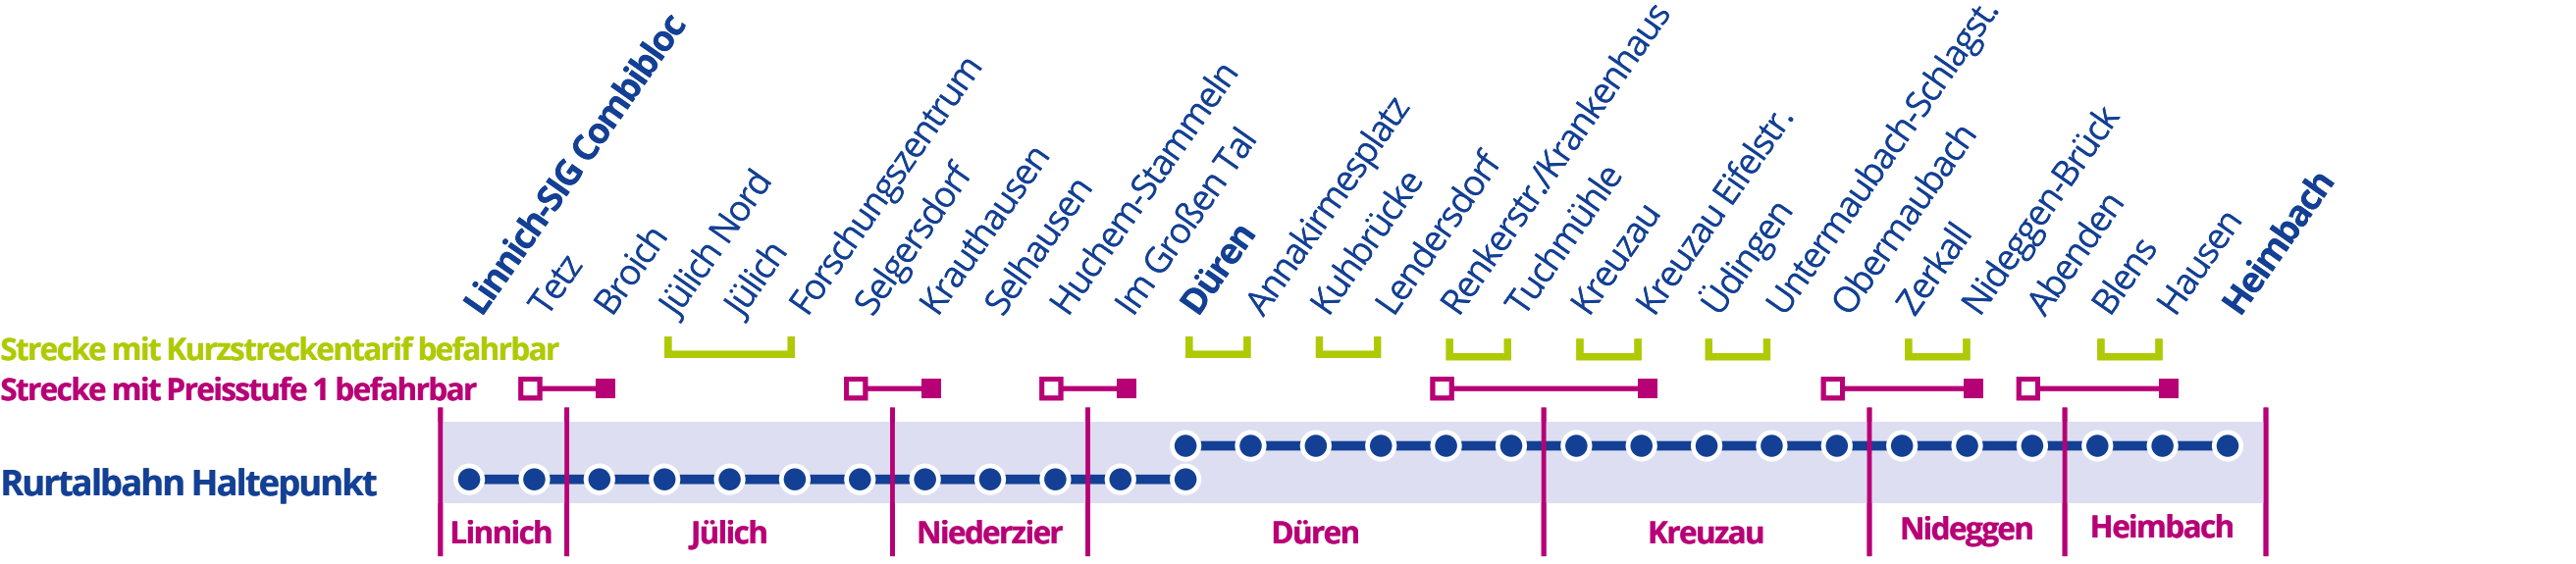 Linnich-SIG Combibloc
Tetz
Broich
Jülich Nord
Jülich
Forschungszentrum
Selgersdorf
Krauthausen
Selhausen
Huchem-Stammeln
Im Großen Tal
Düren
Annakirmesplatz
Kuhbrücke
Lendersdorf
Renkerstr./Krankenhaus
Tuchmühle
Kreuzau
Kreuzau Eifelstr.
Üdingen
Untermaubach-Schlagst.
Obermaubach
Zerkall
Nideggen-Brück
Abenden
Blens
Hausen
Heimbach
Strecke mit Kurzstreckentarif befahrbar
Strecke mit Preisstufe 1 befahrbar
Rurtalbahn Haltepunkt
Linnich
Jülich
Niederzier
Düren
Kreuzau
Nideggen
Heimbach